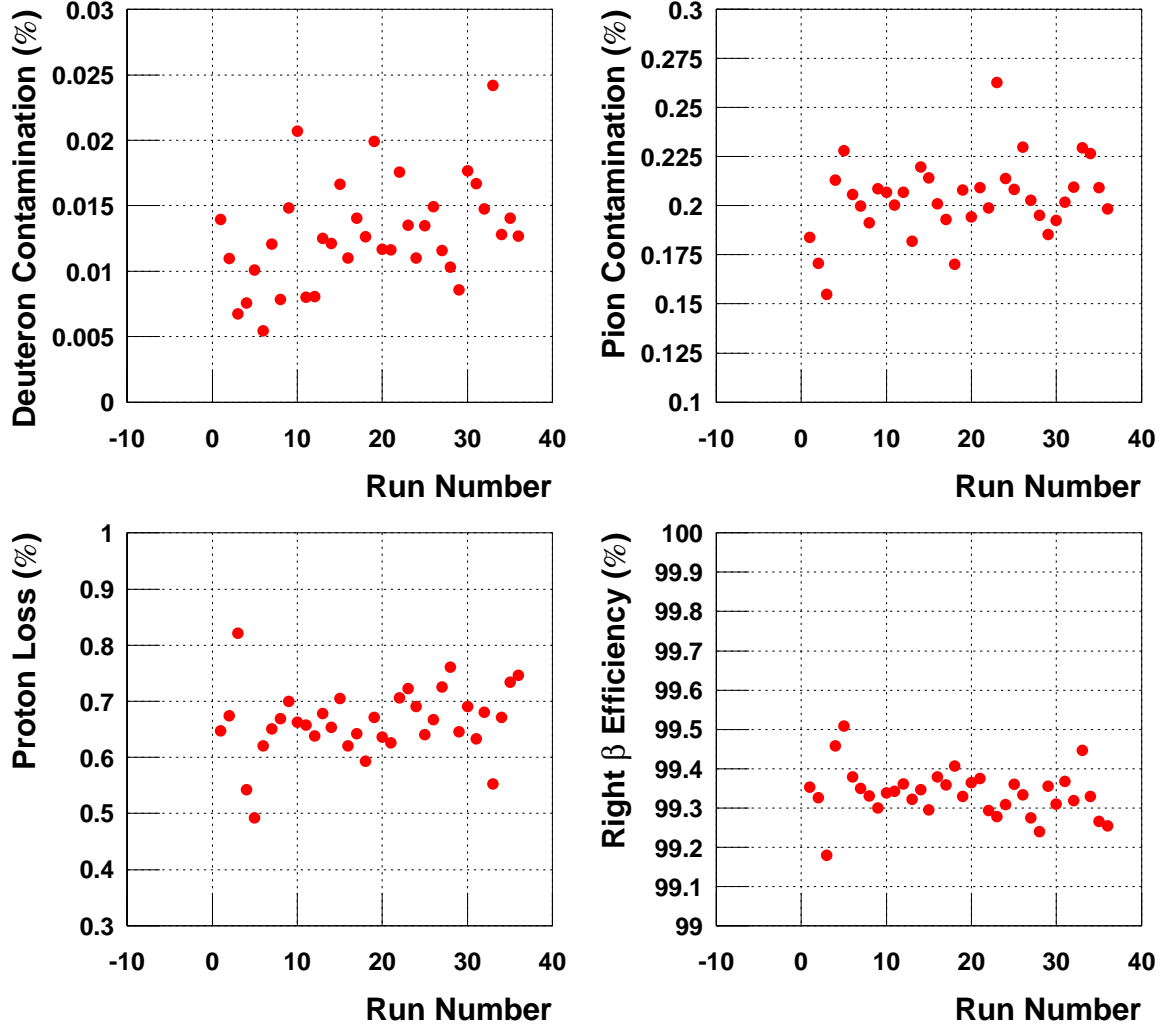 Deuteron Contamination (%)
0.03
0.025
0.02
0.015
0.01
0.005
0
-10 0 10 20 30 40
Run Number
Pion Contamination (%)
0.3
0.275
0.25
0.225
0.2
0.175
0.15
0.125
0.1
-10 0 10 20 30 40
Run Number
Proton Loss (%)
1
0.9
0.8
0.7
0.6
0.5
0.4
0.3
-10 0 10 20 30 40
Run Number
Right β Efficiency (%)
100
99.9
99.8
99.7
99.6
99.5
99.4
99.3
99.2
99.1
99
-10 0 10 20 30 40
Run Number